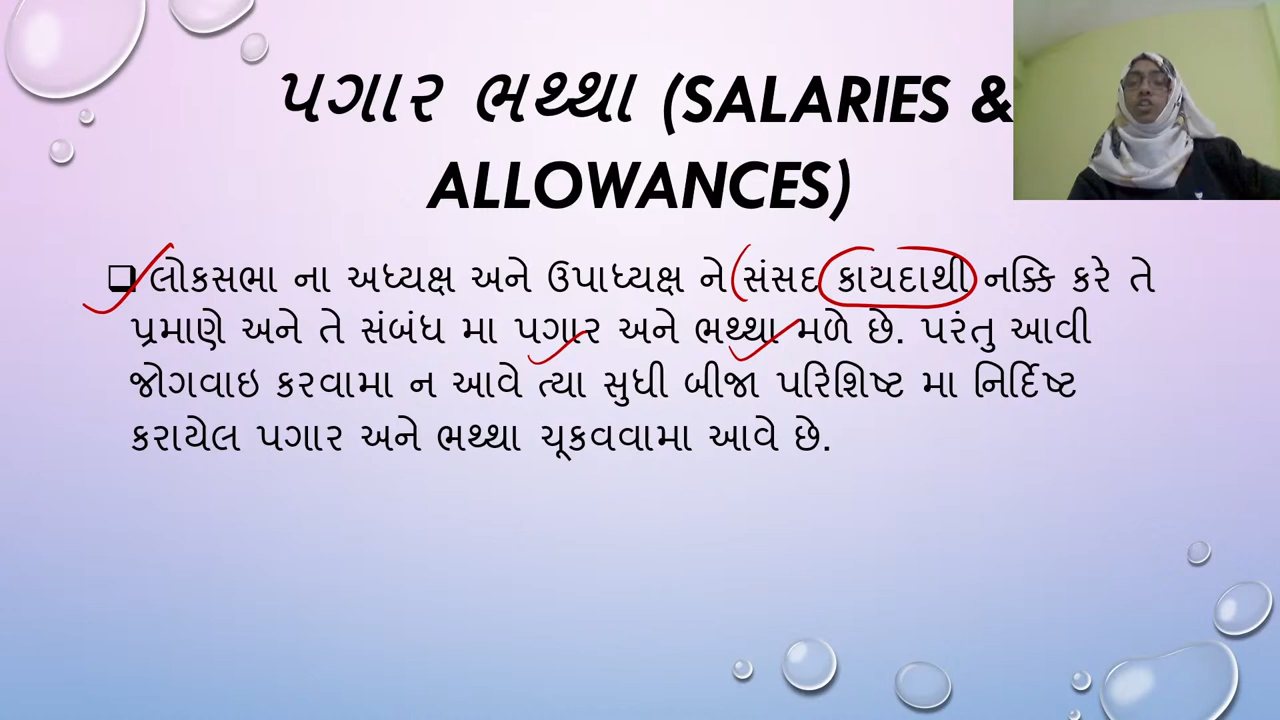 પગાર ભથ્થા (SALARIES &
ALLOWANCES)
❑ લોકસભા ના અધ્યક્ષ અને ઉપાધ્યક્ષ ને સંસદ કાયદાથી નક્કિ કરે તે
પ્રમાણે અને તે સંબંધ મા પગાર અને ભથ્થા મળે છે. પરંતુ આવી
જોગવાઇ કરવામા ન આવે ત્યા સુધી બીજા પરિશિષ્ટ મા નિર્દિષ્ટ
કરાયેલ પગાર અને ભથ્થા ચૂકવવામા આવે છે.